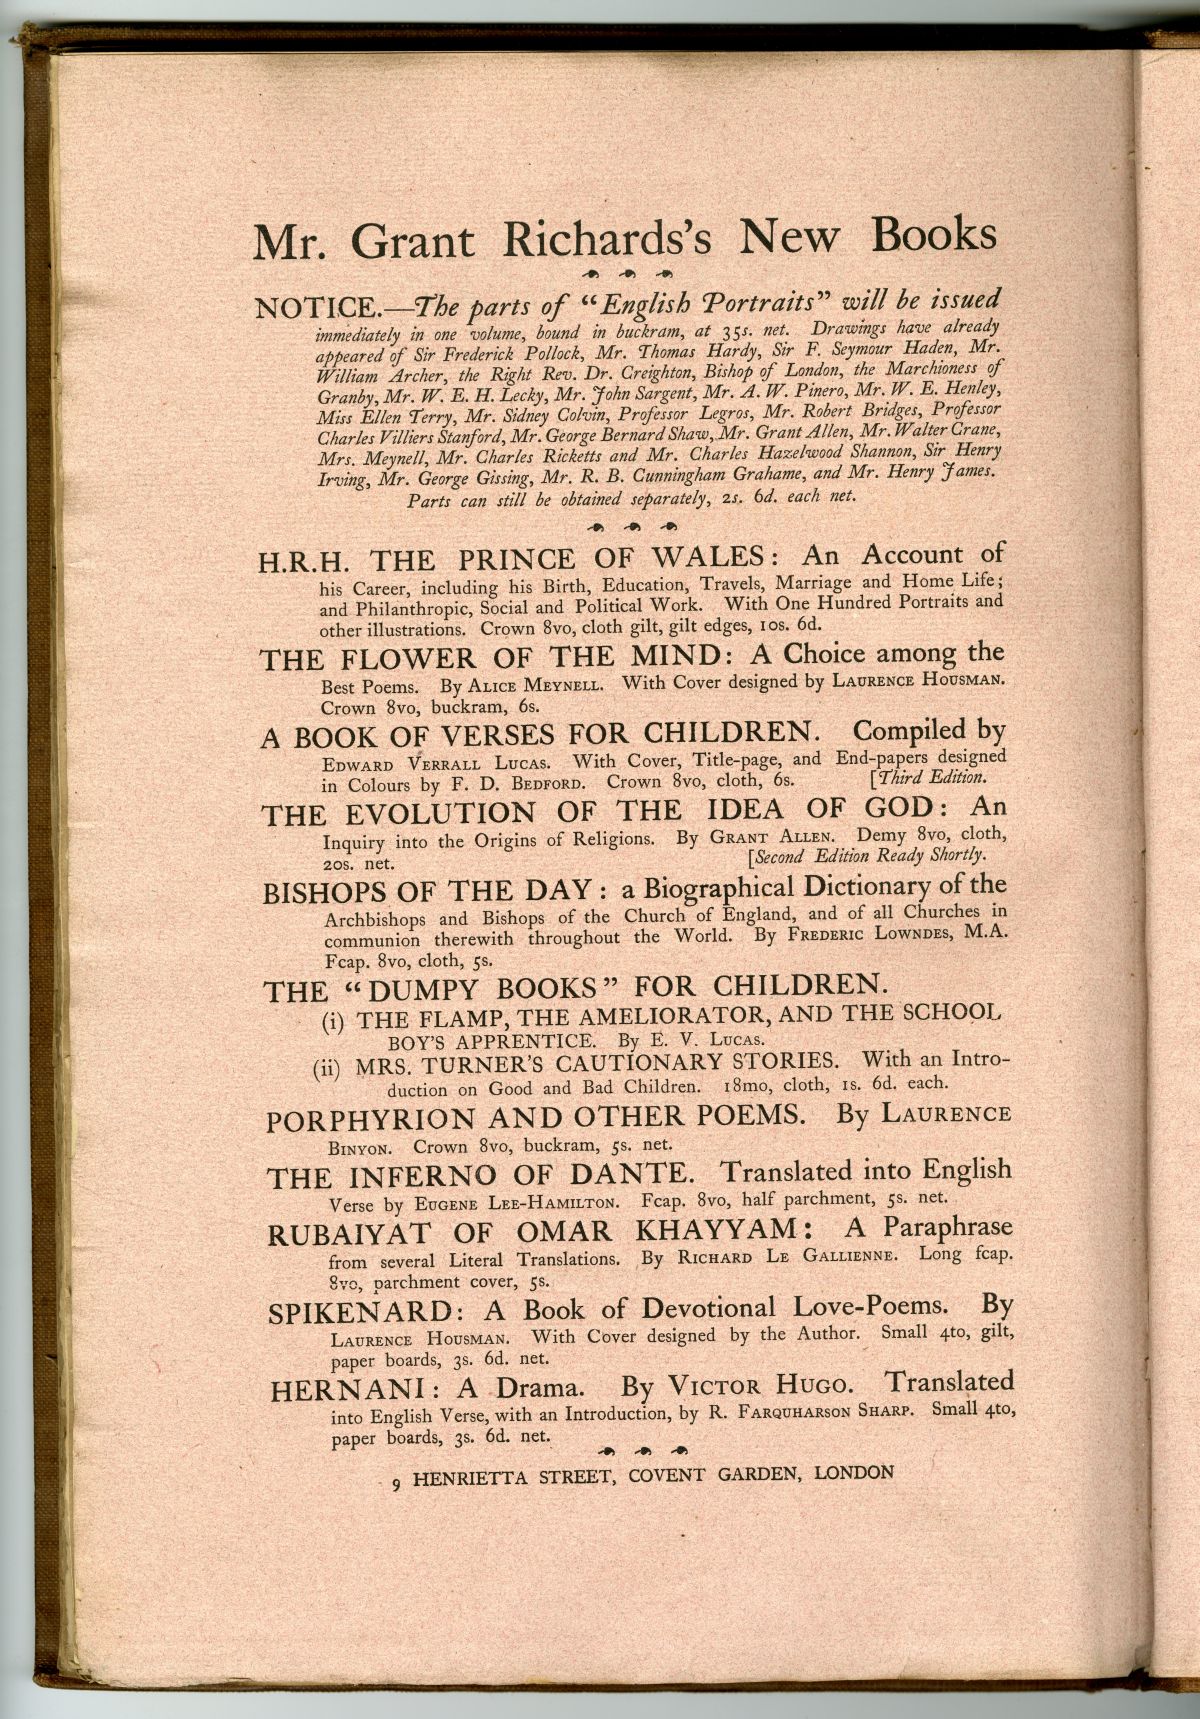 Mr. Grant Richards's New Books
NOTICE.—The parts of “English Portraits” will be issued
immediately in one volume, bound in buckram, at 35s. net. Drawings have already
appeared of Sir Frederick Pollock, Mr. Thomas Hardy, Sir F. Seymour Haden, Mr.
William Archer, the Right Rev. Dr. Creighton, Bishop of London, the Marchioness of
Granby, Mr. W. E. H. Lecky, Mr. John Sargent, Mr. A. W. Pinero, Mr. W. E. Henley,
Miss Ellen Terry, Mr. Sidney Colvin, Professor Legros, Mr. Robert Bridges, Professor
Charles Villiers Stanford, Mr. George Bernard Shaw, Mr. Grant Allen, Mr. Walter Crane,
Mrs. Meynell, Mr. Charles Ricketts and Mr. Charles Hazelwood Shannon, Sir Henry
Irving, Mr. George Gissing, Mr. R. B. Cunningham Grahame, and Mr. Henry James.
Parts can still be obtained separately, 2s. 6d. each net.
H.R.H. THE PRINCE OF WALES: An Account of
his Career, including his Birth, Education, Travels, Marriage and Home Life;
and Philanthropic, Social and Political Work. With One Hundred Portraits and
other illustrations. Crown 8vo, cloth gilt, gilt edges, 10s. 6d.
THE FLOWER OF THE MIND: A Choice among the
Best Poems. By ALICE MEYNELL. With Cover designed by LAURENCE HOUSMAN.
Crown 8vo, buckram, 6s.
A BOOK OF VERSES FOR CHILDREN. Compiled by
EDWARD VERRALL LUCAS. With Cover, Title-page, and End-papers designed
in Colours by F. D. BEDFORD. Crown 8vo, cloth, 6s. [Third Edition.
THE EVOLUTION OF THE IDEA OF GOD: An
Inquiry into the Origins of Religions. By GRANT ALLEN. Demy 8vo, cloth,
20s. net. [Second Edition Ready Shortly.
BISHOPS OF THE DAY: a Biographical Dictionary of the
Archbishops and Bishops of the Church of England, and of all Churches in
communion therewith throughout the World. By FREDERIC LOWNDES, M.A.
Fcap. 8vo, cloth, 5s.
THE “DUMPY BOOKS” FOR CHILDREN.
(i) THE FLAMP, THE AMELIORATOR, AND THE SCHOOL
BOY'S APPRENTICE. By E. V. LUCAS.
(ii) MRS. TURNER'S CAUTIONARY STORIES. With an Intro-
duction on Good and Bad Children. 18mo, cloth, 1s. 6d. each.
PORPHYRION AND OTHER POEMS. By LAURENCE
BINYON. Crown 8vo, buckram, 5s. net.
THE INFERNO OF DANTE. Translated into English
Verse by EUGENE LEE-HAMILTON. Fcap. 8vo, half parchment, 5s. net.
RUBAIYAT OF OMAR KHAYYAM: A Paraphrase
from several Literal Translations. By RICHARD LE GALLIENNE. Long fcap.
8vo, parchment cover, 5s.
SPIKENARD: A Book of Devotional Love-Poems. By
LAURENCE HOUSMAN. With Cover designed by the Author. Small 4to, gilt,
paper boards, 3s. 6d. net.
HERNANI: A Drama. By VICTOR HUGO. Translated
into English Verse, with an Introduction, by R. FARQUHARSON SHARP. Small 4to,
paper boards, 3s. 6d. net.
9 HENRIETTA STREET, COVENT GARDEN, LONDON